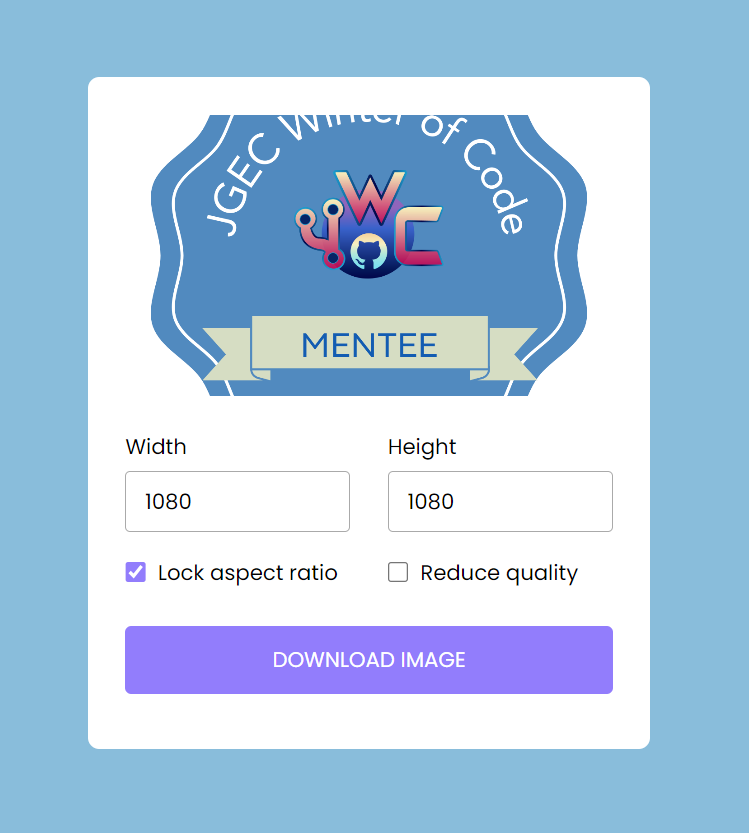 JGEC Winter of Code
WC
MENTEE
Width Height
1080 1080
Lock aspect ratio Reduce quality
DOWNLOAD IMAGE